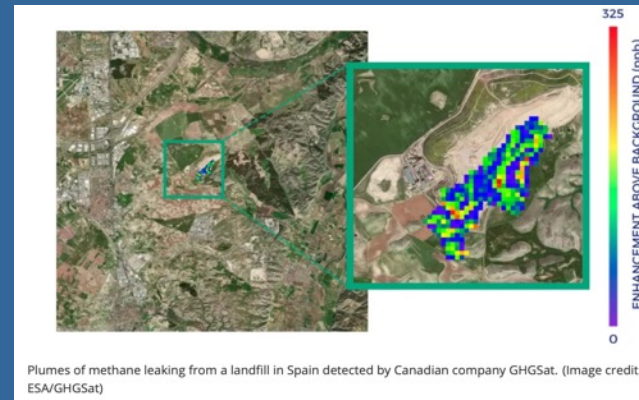 325
ENHANCEMENT ABOVE BACKGROUND (ppb)
0
Plumes of methane leaking from a landfill in Spain detected by Canadian company GHGSat. (Image credit
ESA/GHGSat)